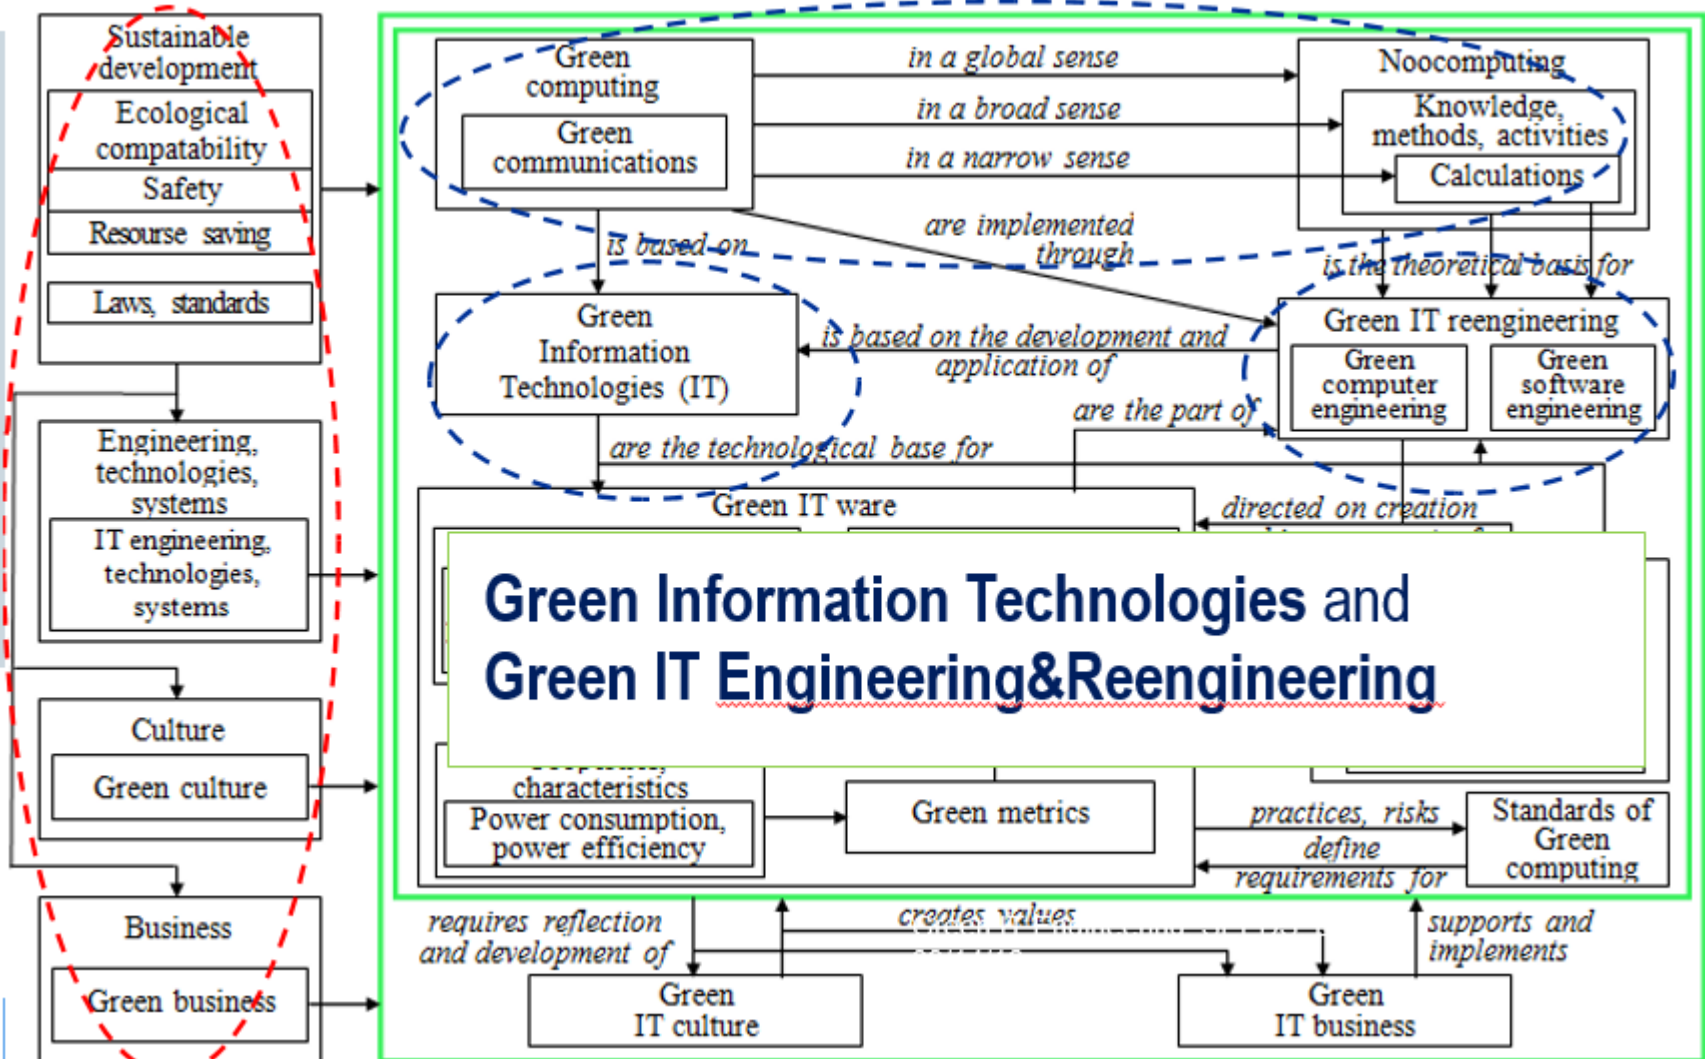 Sustainable
development
Ecological
compatability
Safety
Resourse saving
Laws, standards
Engineering,
technologies,
systems
IT engineering,
technologies,
systems
Culture
Green culture
Business
Green business
Green
computing
Green
communications
in a global sense
in a broad sense
in a narrow sense
Noocomputing
Knowledge,
methods, activities
Calculations
is based on
are implemented
through
is the theoretical basis for
Green
Information
Technologies (IT)
is based on the development and
application of
Green IT reengineering
Green
computer
engineering
Green
software
engineering
are the part of
are the technological base for
Green IT ware
directed on creation
Green Information Technologies and
Green IT Engineering&Reengineering
characteristics
Power consumption,
power efficiency
Green metrics
practices, risks
define
requirements for
Standards of
Green
computing
requires reflection
and development of
creates values
supports and
implements
Green
IT culture
Green
IT business